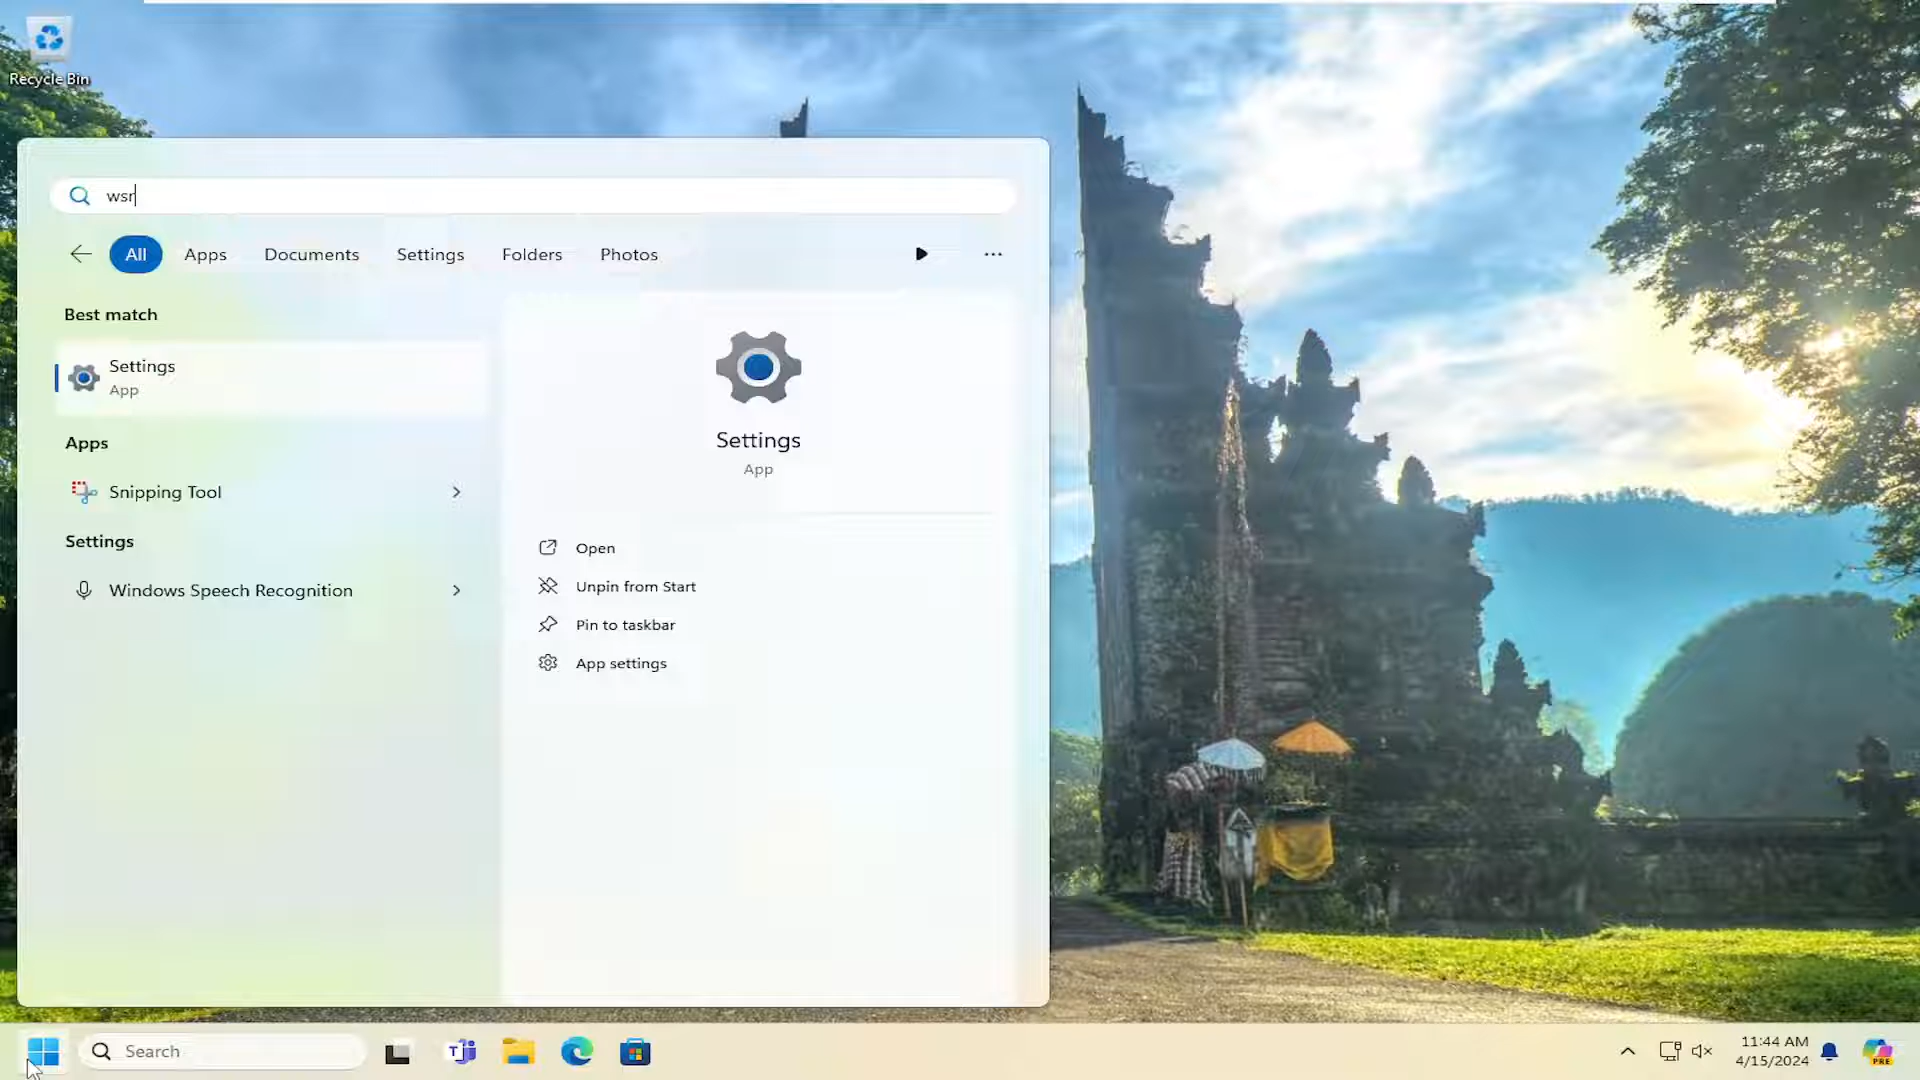 Recycle Bin
wsr
All Apps Documents Settings Folders Photos
Best match
Settings
App
Apps
Snipping Tool
Settings
Windows Speech Recognition
Settings
App
Open
Unpin from Start
Pin to taskbar
App settings
Search
11:44 AM
4/15/2024
PRE